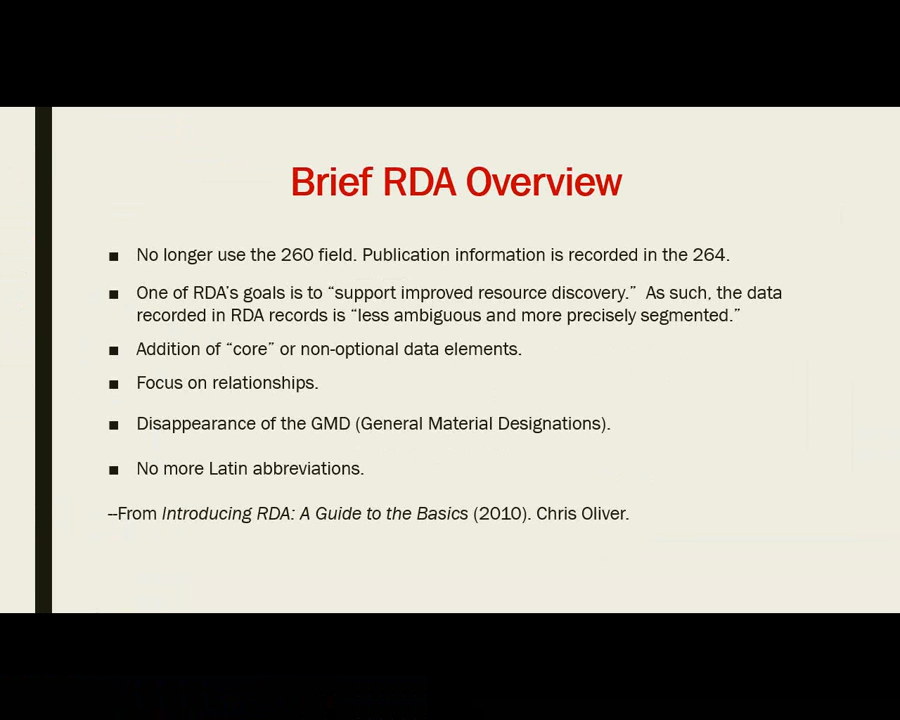 Brief RDA Overview
■ No longer use the 260 field. Publication information is recorded in the 264.
■ One of RDA’s goals is to “support improved resource discovery.”  As such, the data
recorded in RDA records is “less ambiguous and more precisely segmented.”
■ Addition of “core” or non-optional data elements.
■ Focus on relationships.
■ Disappearance of the GMD (General Material Designations).
■ No more Latin abbreviations.
--From Introducing RDA: A Guide to the Basics (2010). Chris Oliver.